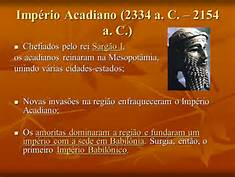 Império Acadiano (2334 a. C. – 2154
a. C.)
Chefiados pelo rei Sargão I,
os acadianos reinaram na Mesopotâmia,
unindo várias cidades-estados;
Novas invasões na região enfraqueceram o Império
Acadiano;
Os amoritas dominaram a região e fundaram um
império com a sede em Babilônia. Surgia, então, o
primeiro Império Babilônico.